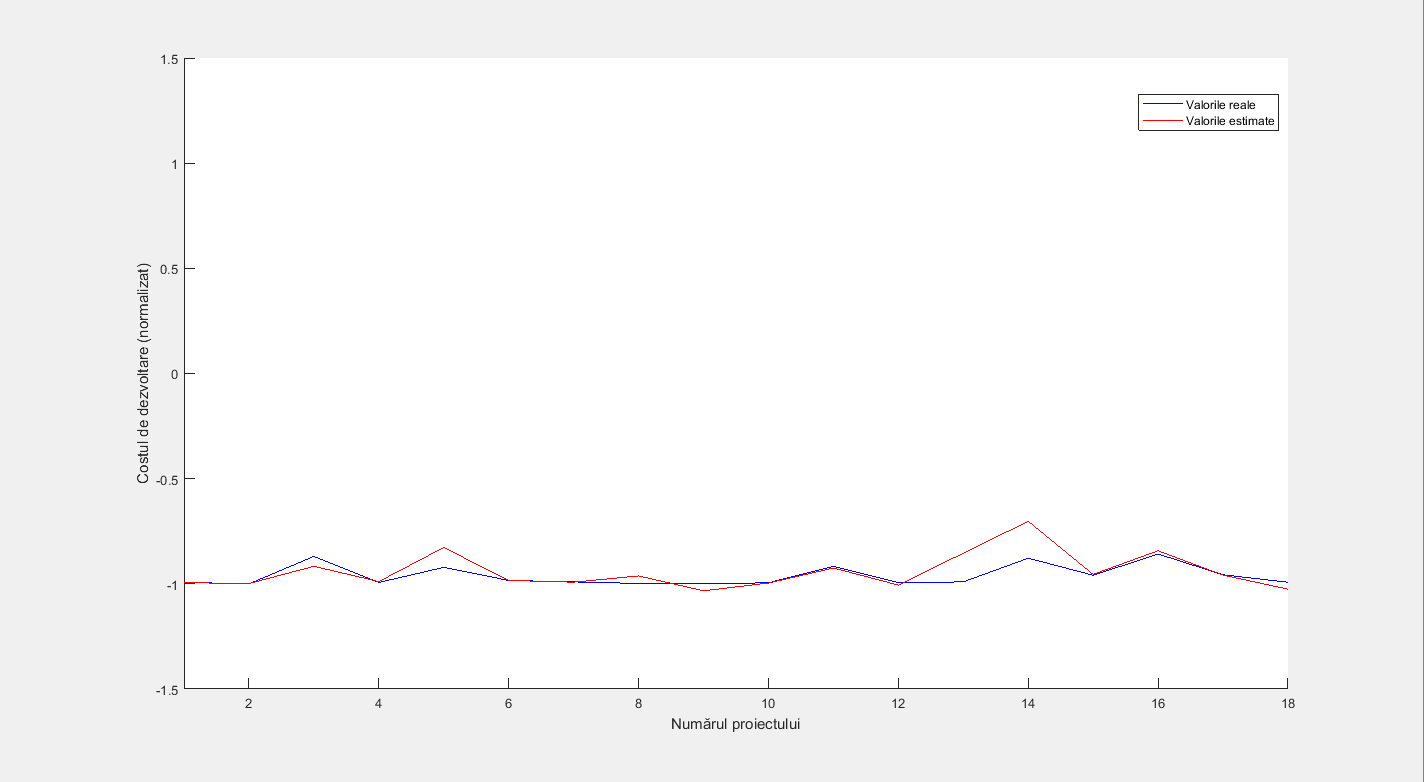 1.5
1
0.5
0
-0.5
-1
-1.5
Costul de dezvoltare (normalizat)
Valorile reale
Valorile estimate
2 4 6 8 10 12 14 16 18
Numărul proiectului